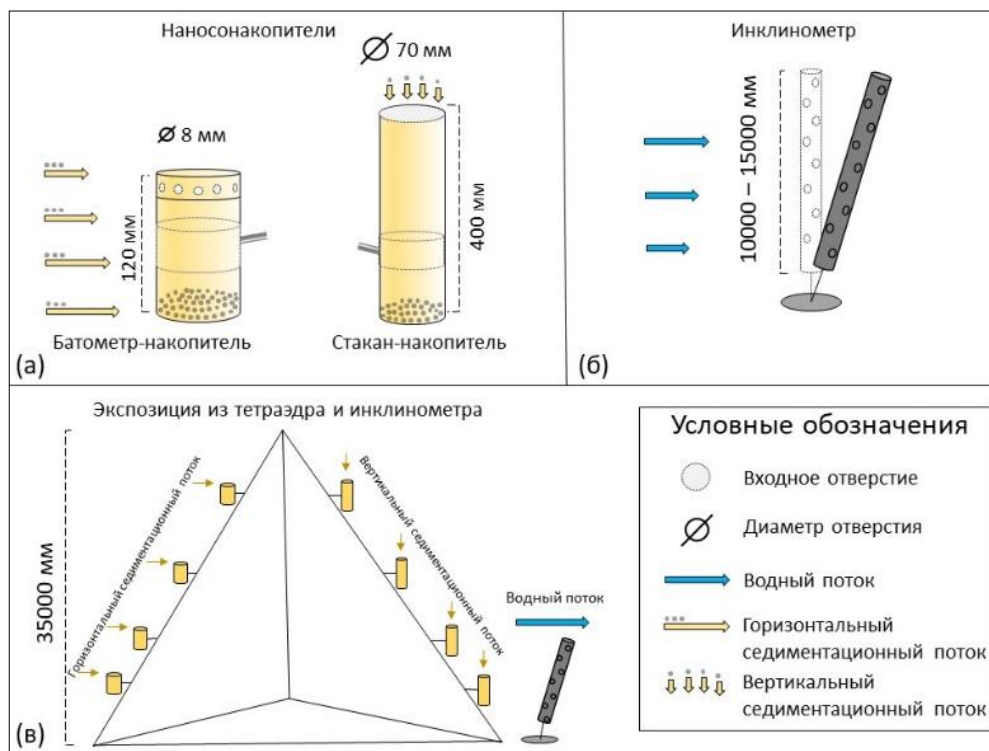 Наносонакопители
Ø 70 мм
Ø 8 мм
120 мм
400 мм
Батометр-накопитель
Стакан-накопитель
(а)
Инклинометр
10000 – 15000 мм
(б)
Экспозиция из тетраэдра и инклинометра
35000 мм
Горизонтальный седиментационный поток
Вертикальный седиментационный поток
Водный поток
(в)
Условные обозначения
Входное отверстие
Диаметр отверстия
Водный поток
Горизонтальный
седиментационный поток
Вертикальный
седиментационный поток